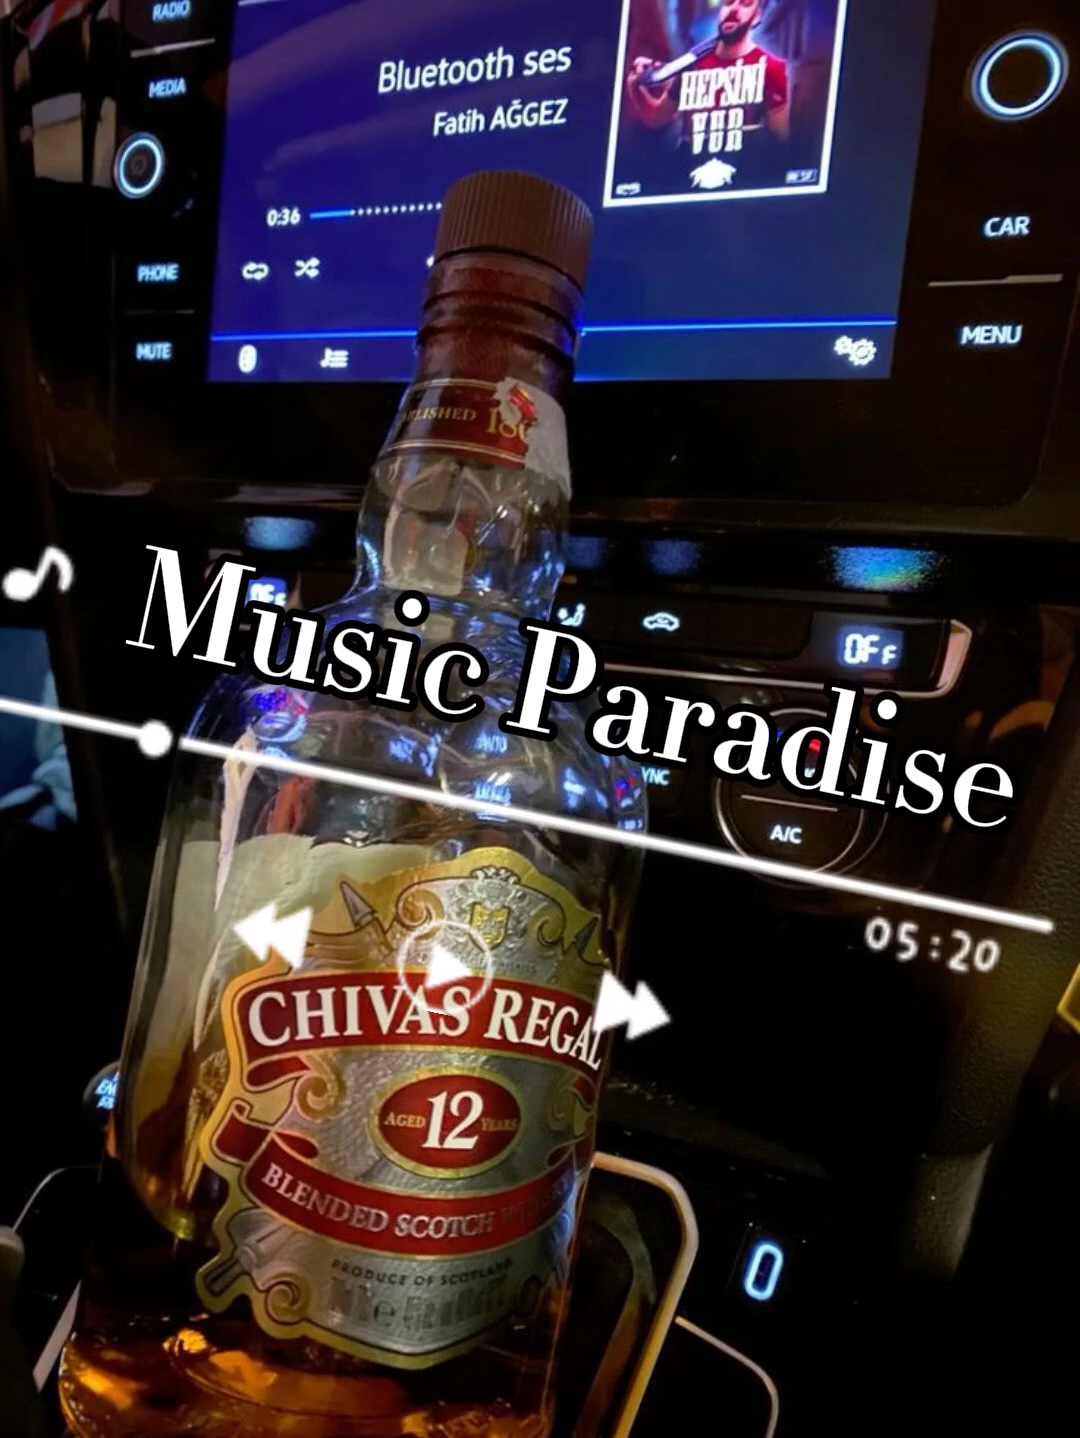 RADIO
MEDIA
PHONE
MUTE
Bluetooth ses
Fatih AĞGEZ
0:36
HEPSİNİ
VUR
CAR
MENU
OFF
Music Paradise
A/C
05:20
CHIVAS REGAL
AGED 12 YEARS
BLENDED SCOTCH
PRODUCE OF SCOTLAND
0